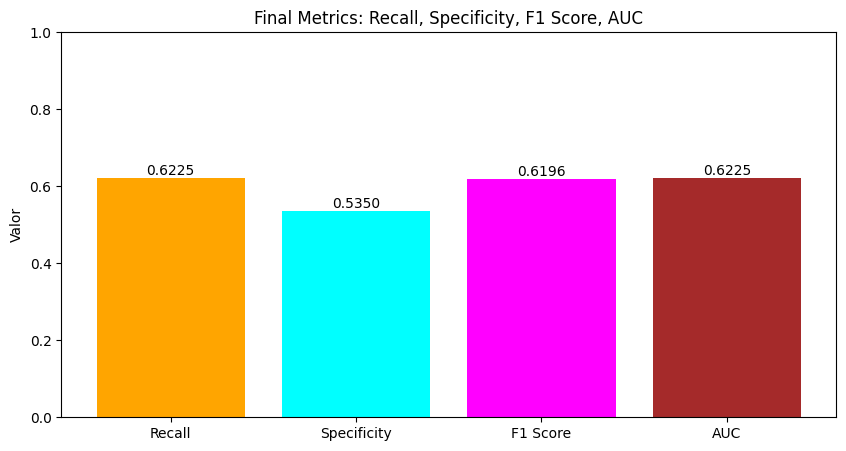 Final Metrics: Recall, Specificity, F1 Score, AUC
1.0
0.8
0.6
0.4
0.2
0.0
Valor
0.6225
0.5350
0.6196
0.6225
Recall
Specificity
F1 Score
AUC